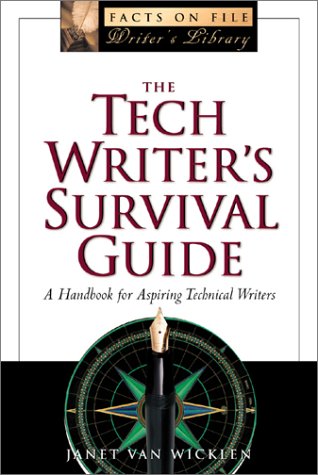 FACTS ON FILE
Writer's Library
THE
TECH
WRITER'S
SURVIVAL
GUIDE
A Handbook for Aspiring Technical Writers
JANET VAN WICKLEN